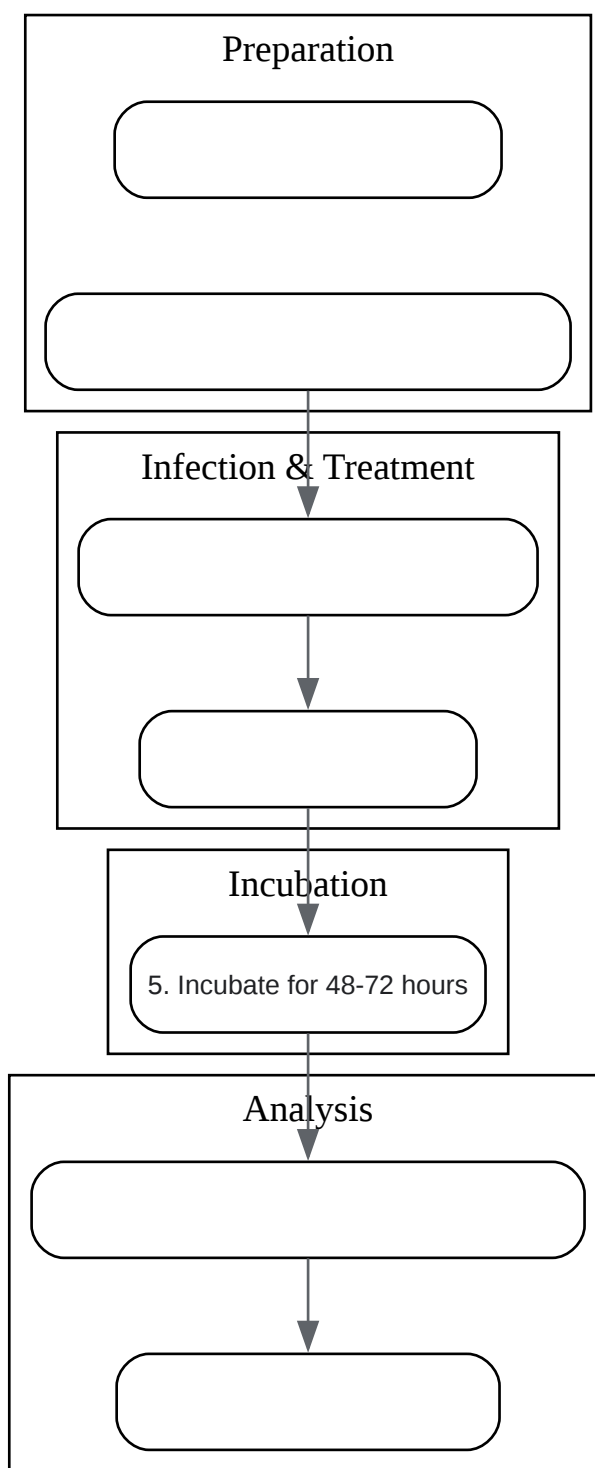 Preparation
Infection & Treatment
Incubation
5. Incubate for 48-72 hours
Analysis